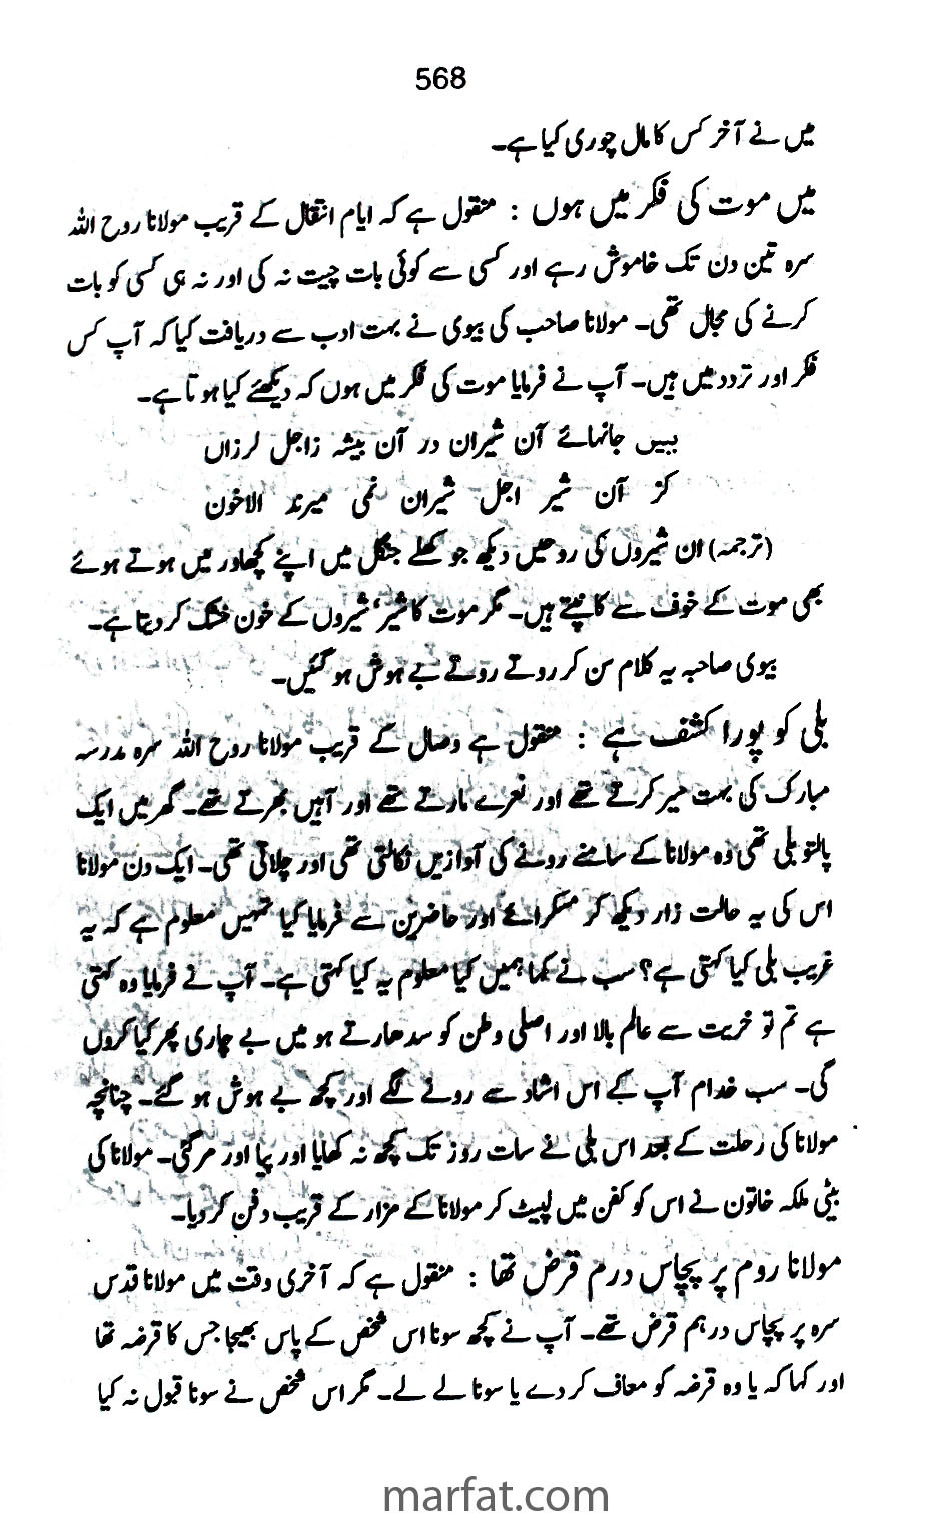 568
میں نے آخر کس کا مال چوری کیا ہے۔
میں موت کی فکر میں ہوں : منقول ہے کہ ایام انتقال کے قریب مولانا روح اللہ
سرہ تین دن تک خاموش رہے اور کسی سے کوئی بات چیت نہ کی اور نہ ہی کسی کو بات
کرنے کی مجال تھی۔ مولانا صاحب کی بیوی نے بہت ادب سے دریافت کیا کہ آپ کس
فکر اور تردد میں ہیں۔ آپ نے فرمایا موت کی فکر میں ہوں کہ دیکھئے کیا ہوتا ہے۔
ببیں جانہائے آن شیران در آن بیشہ زاجل لرزاں
کز آن شیر اجل شیران نمی میرند الاخون
(ترجمہ) ان شیروں کی روحیں دیکھ جو کھلے جنگل میں اپنے کچھاور میں ہوتے ہوئے
بھی موت کے خوف سے کانپتے ہیں۔ مگر موت کا شیر' شیروں کے خون خشک کر دیتا ہے۔
بیوی صاحبہ یہ کلام سن کر روتے روتے بے ہوش ہو گئیں۔
بلی کو پورا کشف ہے : منقول ہے وصال کے قریب مولانا روح اللہ سرہ مدرسہ
مبارک کی بہت سیر کرتے تھے اور نعرے مارتے تھے اور آہیں بھرتے تھے۔ گھر میں ایک
پالتو بلی تھی وہ مولانا کے سامنے رونے کی آوازیں نکالتی تھی اور چلاتی تھی۔ ایک دن مولانا
اس کی یہ حالت زار دیکھ کر مسکرائے اور حاضرین سے فرمایا کیا تمہیں معلوم ہے کہ یہ
غریب بلی کیا کہتی ہے؟ سب نے کہا ہمیں کیا معلوم یہ کیا کہتی ہے۔ آپ نے فرمایا وہ کہتی
ہے تم تو خریت سے عالم بالا اور اصلی وطن کو سدھارتے ہو میں بے چاری پھر کیا کروں
گی۔ سب خدام آپ کے اس اشاد سے رونے لگے اور کچھ بے ہوش ہو گئے۔ چنانچہ
مولانا کی رحلت کے بعد اس بلی نے سات روز تک کچھ نہ کھایا اور پیا اور مر گئی۔ مولانا کی
بیٹی ملکہ خاتون نے اس کو کفن میں لپیٹ کر مولانا کے مزار کے قریب دفن کر دیا۔
مولانا روم پر پچاس درم قرض تھا : منقول ہے کہ آخری وقت میں مولانا قدس
سرہ پر پچاس درہم قرض تھے۔ آپ نے کچھ سونا اس شخص کے پاس بھیجا جس کا قرضہ تھا
اور کہا کہ یا وہ قرضہ کو معاف کر دے یا سونا لے لے۔ مگر اس شخص نے سونا قبول نہ کیا
marfat.com